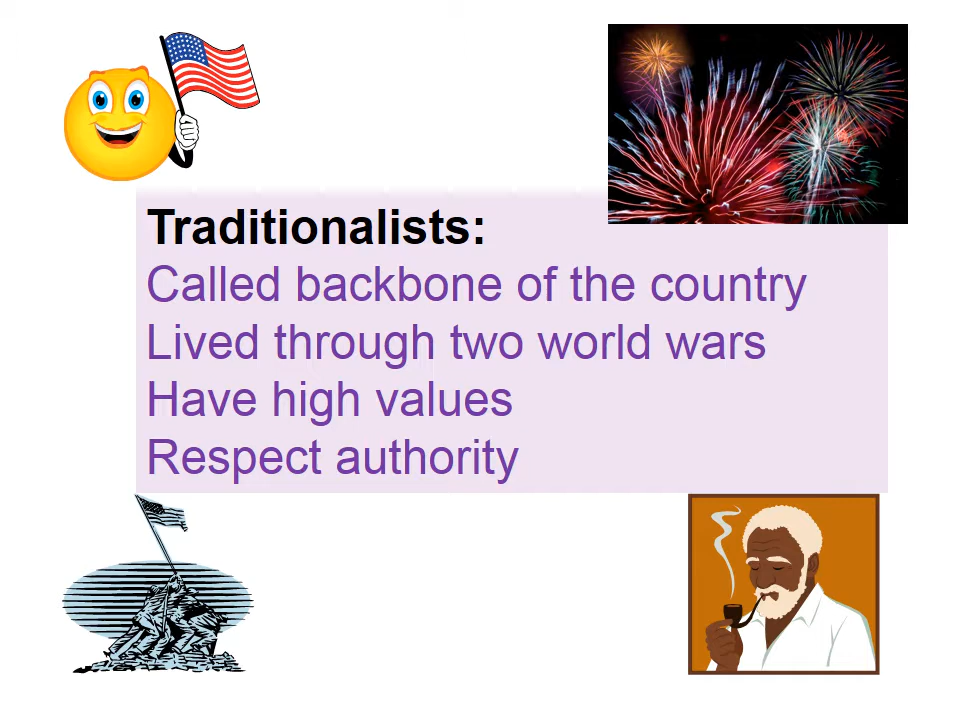 Traditionalists:
Called backbone of the country
Lived through two world wars
Have high values
Respect authority